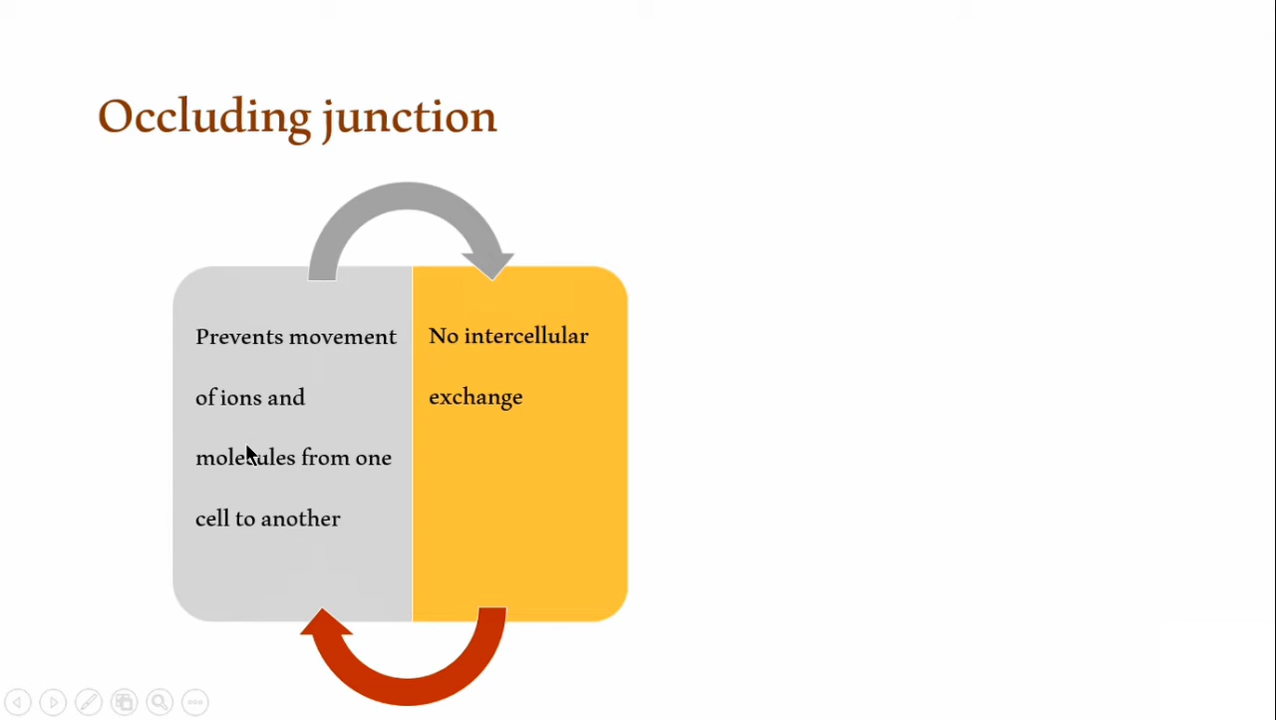 Occluding junction
Prevents movement
of ions and
molecules from one
cell to another
No intercellular
exchange